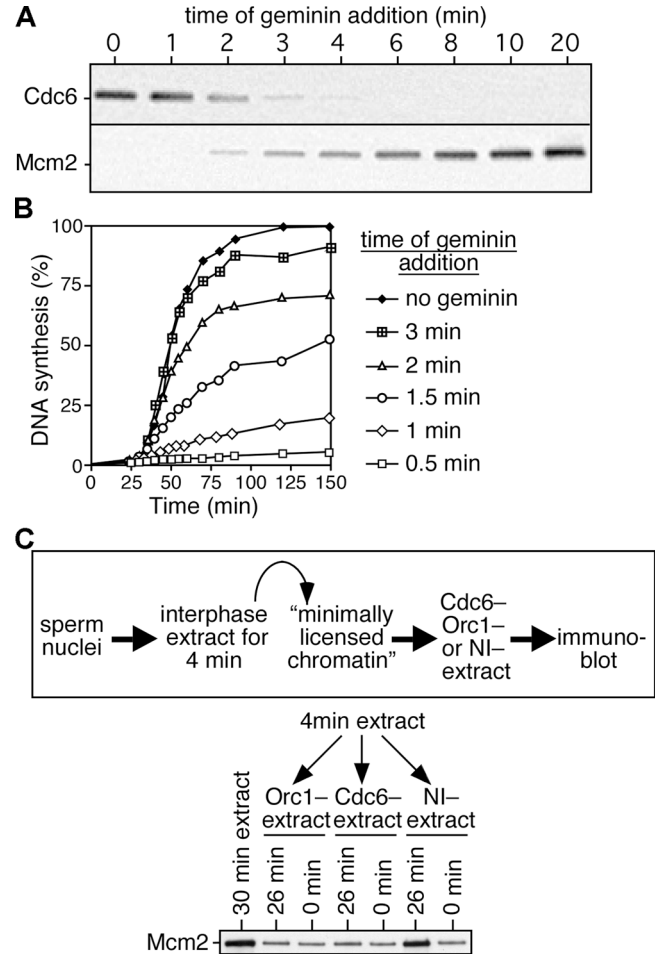 A
time of geminin addition (min)
0 1 2 3 4 6 8 10 20
Cdc6
Mcm2
B
DNA synthesis (%)
100
75
50
25
0
0 25 50 75 100 125 150
Time (min)
time of geminin
addition
no geminin
3 min
2 min
1.5 min
1 min
0.5 min
C
sperm
nuclei
interphase
extract for
4 min
“minimally
licensed
chromatin”
Cdc6–
Orc1–
or NI–
extract
immuno-
blot
4min extract
Orc1– Cdc6– NI–
extract extract extract
30 min extract
26 min
0 min
26 min
0 min
26 min
0 min
Mcm2